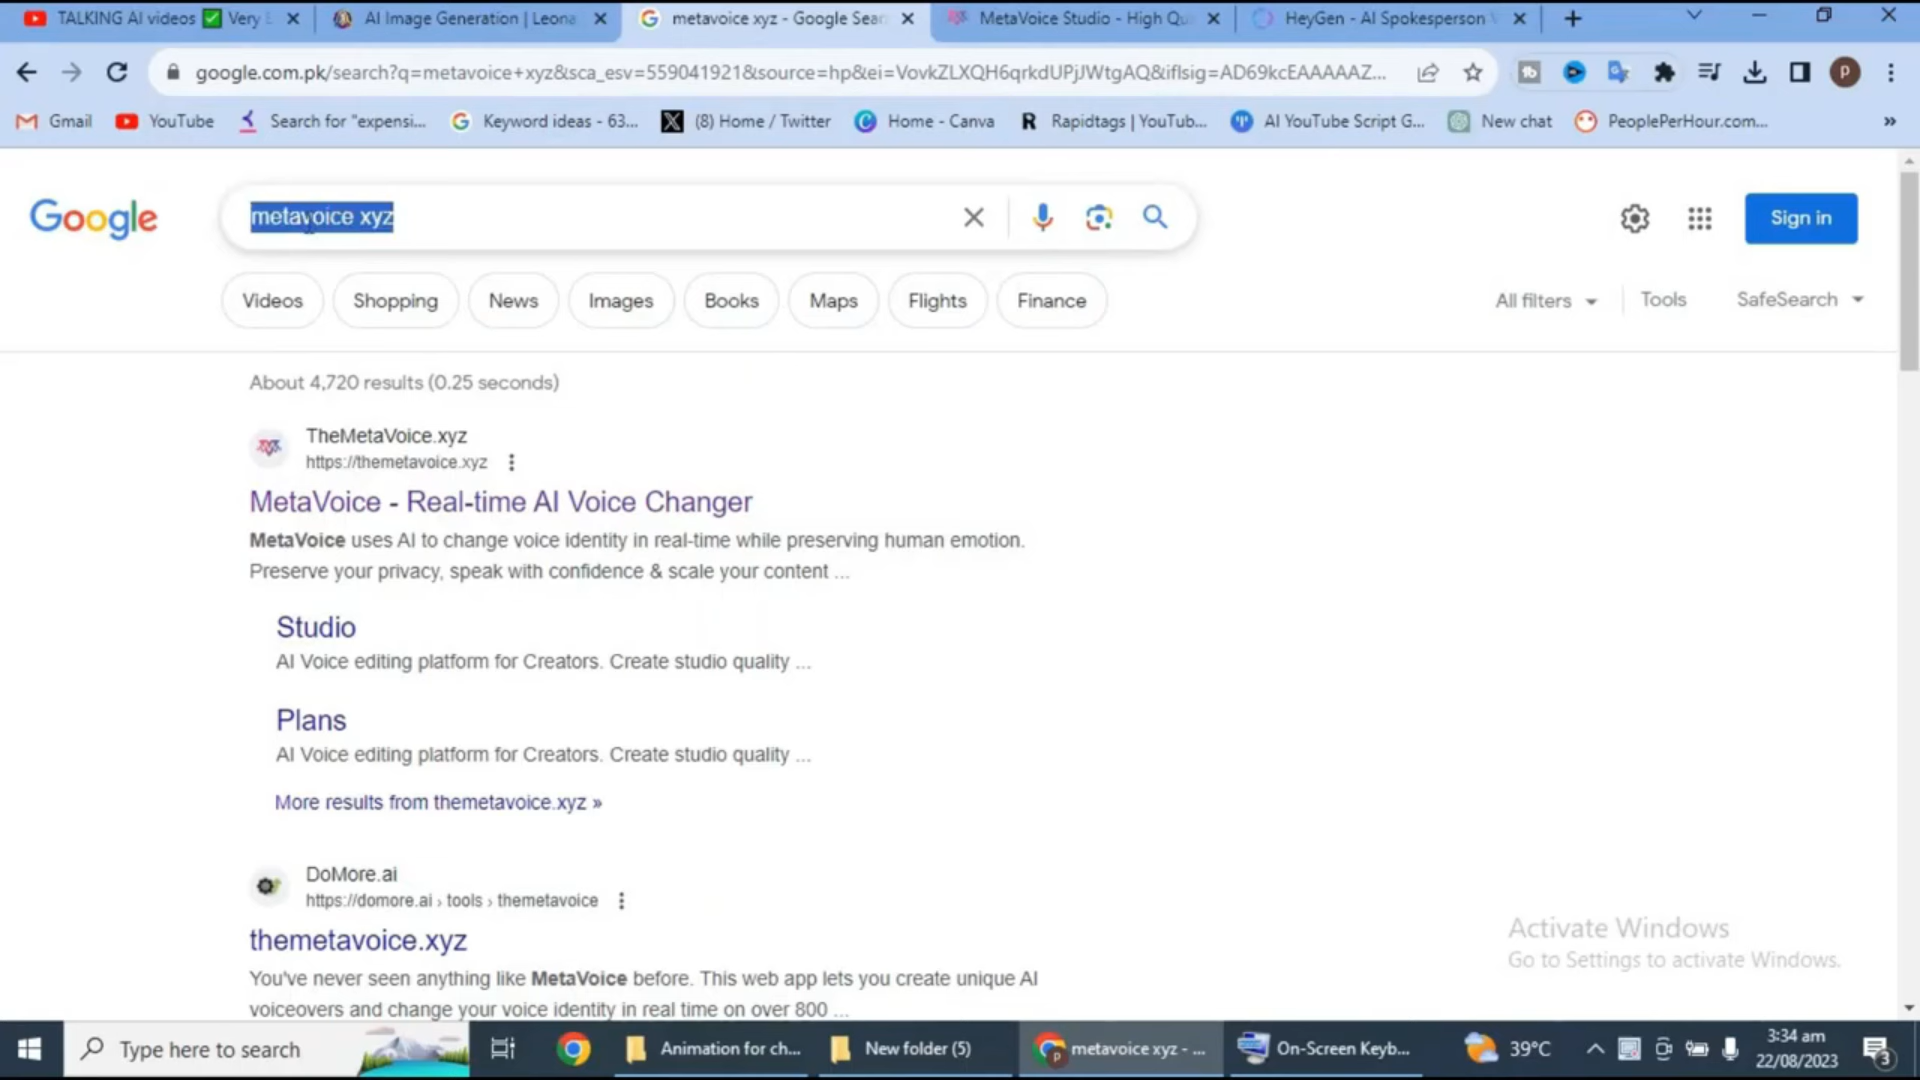 TALKING AI videos ✅ Very
AI Image Generation | Leona
metavoice xyz - Google Sear
MetaVoice Studio - High Qu
HeyGen - AI Spokesperson
google.com.pk/search?q=metavoice+xyz&sca_esv=559041921&source=hp&ei=VovkZLXQH6qrkdUPjJWtgAQ&iflsig=AD69kcEAAAAAZ...
P
Gmail
YouTube
Search for "expensi...
Keyword ideas - 63...
(8) Home / Twitter
Home - Canva
Rapidtags | YouTub...
AI YouTube Script G...
New chat
PeoplePerHour.com...
»
Google
metavoice xyz
Sign in
Videos
Shopping
News
Images
Books
Maps
Flights
Finance
All filters
Tools
SafeSearch
About 4,720 results (0.25 seconds)
TheMetaVoice.xyz
https://themetavoice.xyz
MetaVoice - Real-time AI Voice Changer
MetaVoice uses AI to change voice identity in real-time while preserving human emotion.
Preserve your privacy, speak with confidence & scale your content ...
Studio
AI Voice editing platform for Creators. Create studio quality ...
Plans
AI Voice editing platform for Creators. Create studio quality ...
More results from themetavoice.xyz »
DoMore.ai
https://domore.ai › tools › themetavoice
themetavoice.xyz
You've never seen anything like MetaVoice before. This web app lets you create unique AI
voiceovers and change your voice identity in real time on over 800 ...
Activate Windows
Go to Settings to activate Windows.
Type here to search
Animation for ch...
New folder (5)
metavoice xyz - ...
On-Screen Keyb...
39°C
3:34 am
22/08/2023
3